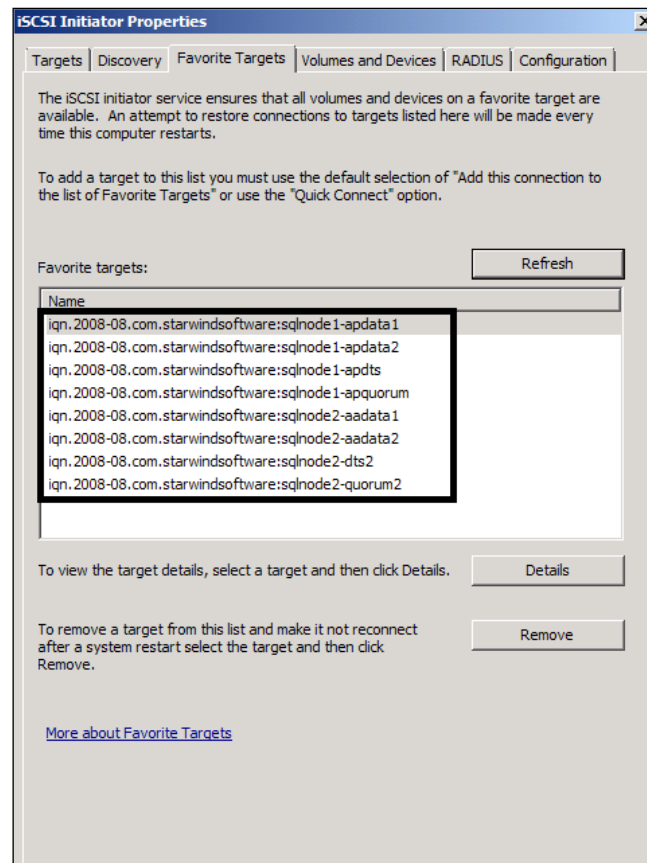 iSCSI Initiator Properties
Targets Discovery Favorite Targets Volumes and Devices RADIUS Configuration
The iSCSI initiator service ensures that all volumes and devices on a favorite target are
available. An attempt to restore connections to targets listed here will be made every
time this computer restarts.
To add a target to this list you must use the default selection of "Add this connection to
the list of Favorite Targets" or use the "Quick Connect" option.
Favorite targets: Refresh
Name
iqn.2008-08.com.starwindsoftware:sqlnode1-apdata1
iqn.2008-08.com.starwindsoftware:sqlnode1-apdata2
iqn.2008-08.com.starwindsoftware:sqlnode1-apdts
iqn.2008-08.com.starwindsoftware:sqlnode1-apquorum
iqn.2008-08.com.starwindsoftware:sqlnode2-aadata1
iqn.2008-08.com.starwindsoftware:sqlnode2-aadata2
iqn.2008-08.com.starwindsoftware:sqlnode2-dts2
iqn.2008-08.com.starwindsoftware:sqlnode2-quorum2
To view the target details, select a target and then click Details. Details
To remove a target from this list and make it not reconnect
after a system restart select the target and then click
Remove.
Remove
More about Favorite Targets